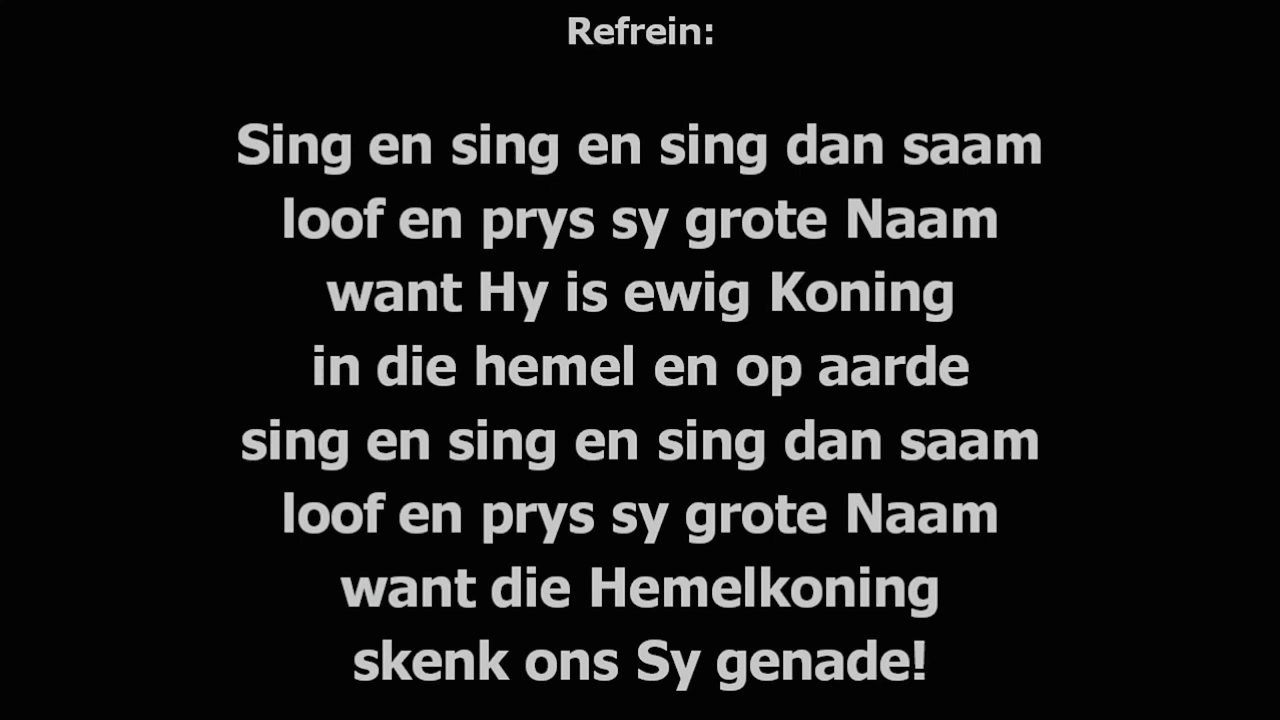 Refrein:
Sing en sing en sing dan saam
loof en prys sy grote Naam
want Hy is ewig Koning
in die hemel en op aarde
sing en sing en sing dan saam
loof en prys sy grote Naam
want die Hemelkoning
skenk ons Sy genade!